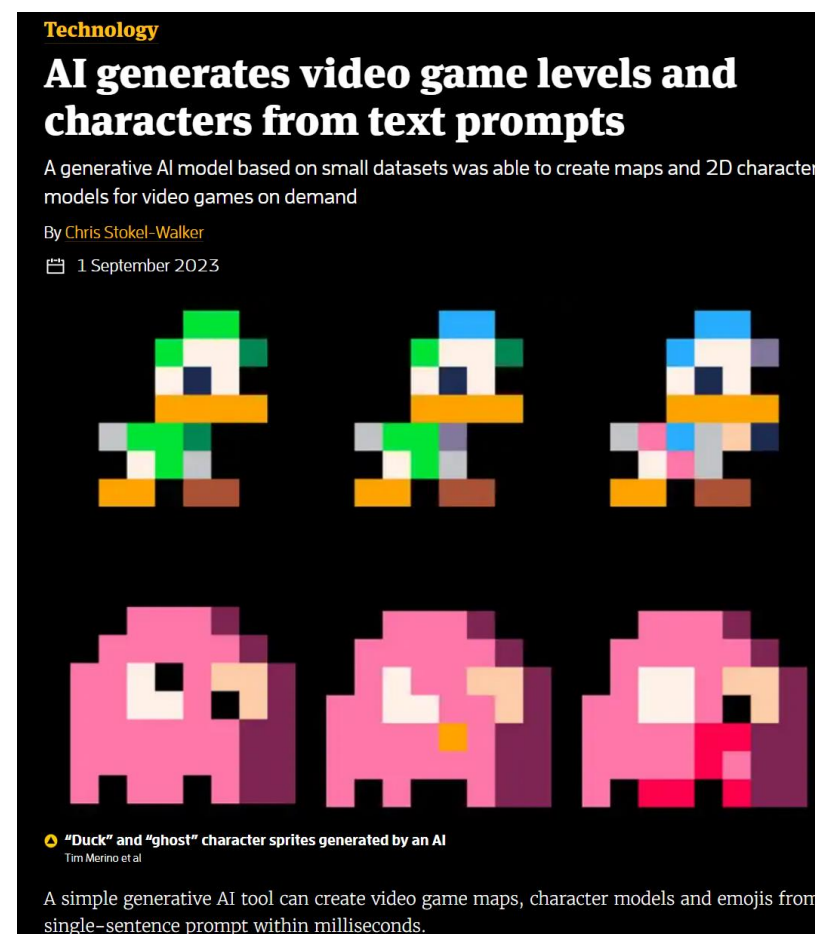 Technology
AI generates video game levels and
characters from text prompts
A generative AI model based on small datasets was able to create maps and 2D character
models for video games on demand
By Chris Stokel-Walker
1 September 2023
“Duck” and “ghost” character sprites generated by an AI
Tim Merino et al
A simple generative AI tool can create video game maps, character models and emojis from
single-sentence prompt within milliseconds.